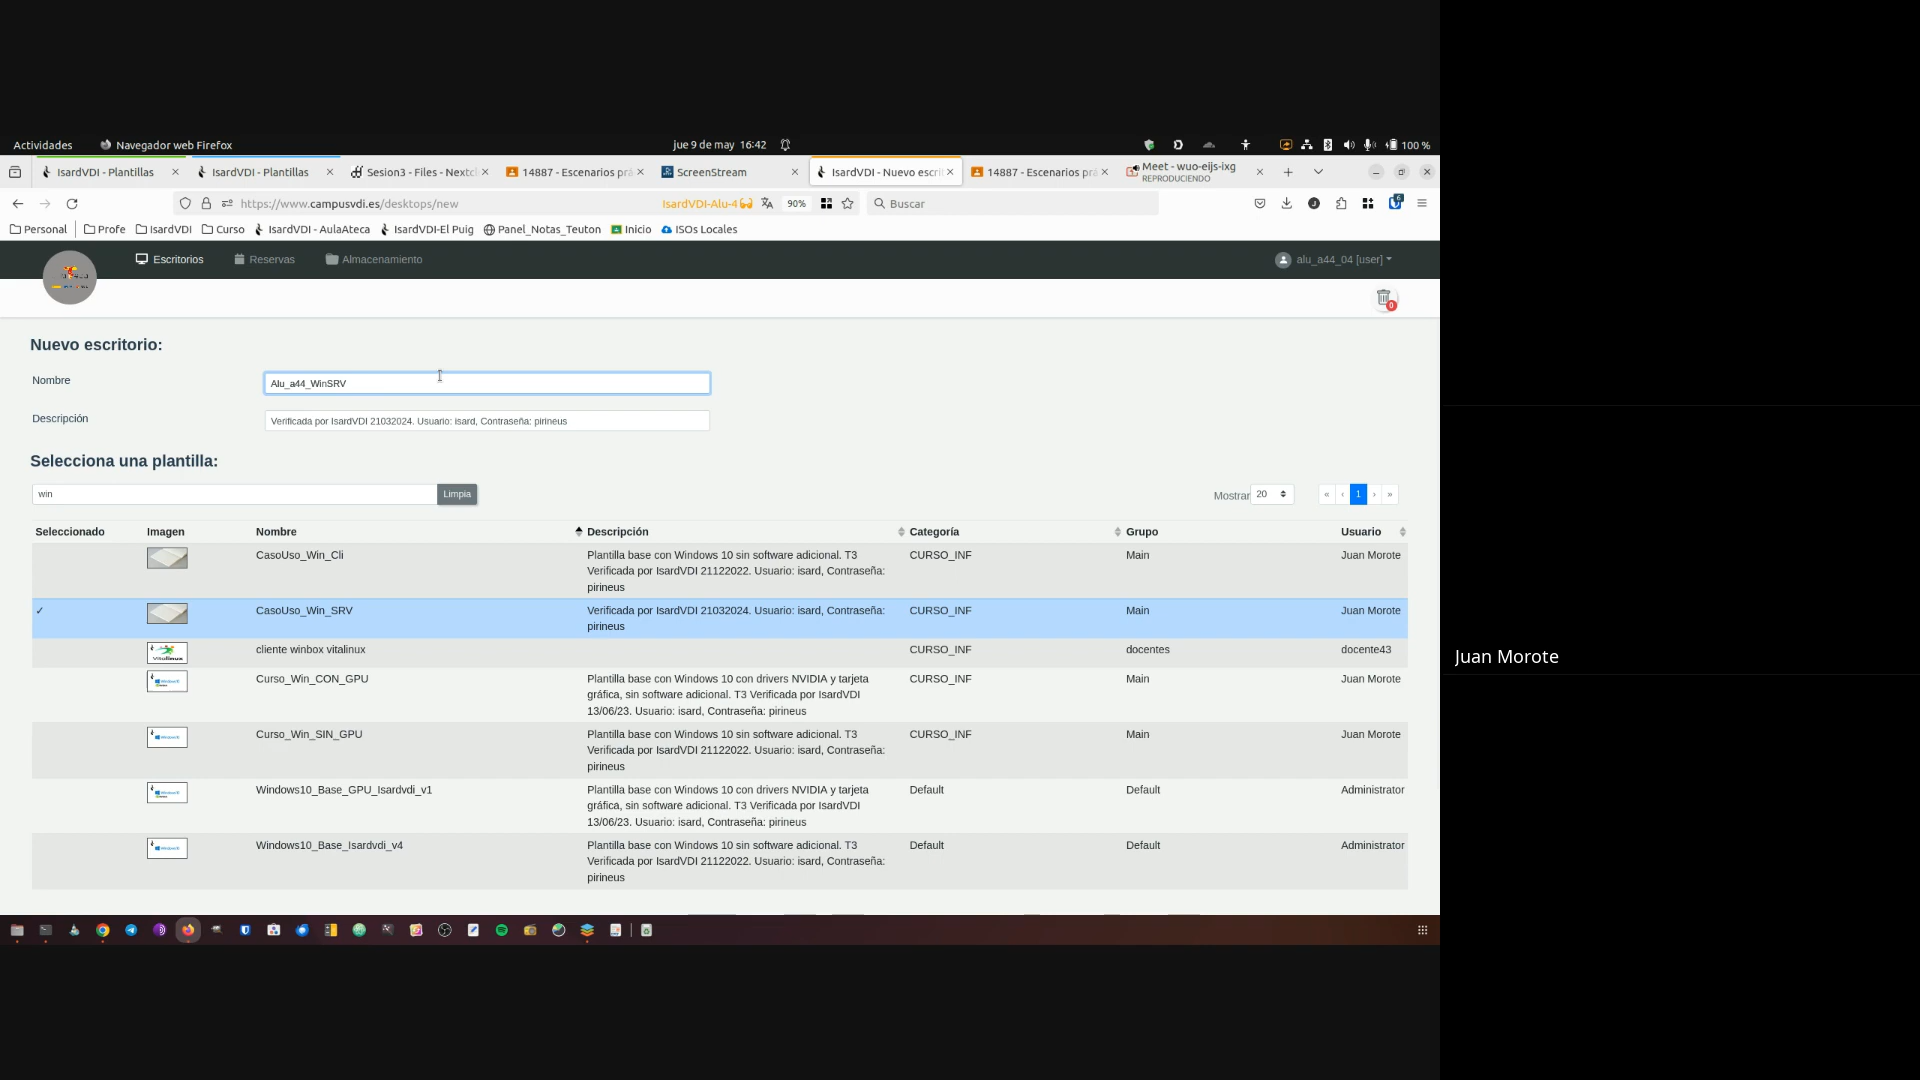 Actividades Navegador web Firefox jue 9 de may 16:42 100 %
IsardVDI - Plantillas IsardVDI - Plantillas Sesion3 - Files - Nextcl 14887 - Escenarios prá ScreenStream IsardVDI - Nuevo escri 14887 - Escenarios prá Meet - wuo-eijs-ixg
REPRODUCIENDO
https://www.campusvdi.es/desktops/new IsardVDI-Alu-4 90% Buscar
Personal Profe IsardVDI Curso IsardVDI - AulaAteca IsardVDI-El Puig Panel_Notas_Teuton Inicio ISOs Locales
Escritorios Reservas Almacenamiento alu_a44_04 [user]
0
Nuevo escritorio:
Nombre Alu_a44_WinSRV
Descripción Verificada por IsardVDI 21032024. Usuario: isard, Contraseña: pirineus
Selecciona una plantilla:
win Limpia Mostrar 20 « ‹ 1 › »
Seleccionado Imagen Nombre Descripción Categoría Grupo Usuario
CasoUso_Win_Cli Plantilla base con Windows 10 sin software adicional. T3 CURSO_INF Main Juan Morote
Verificada por IsardVDI 21122022. Usuario: isard, Contraseña:
pirineus
✓ CasoUso_Win_SRV Verificada por IsardVDI 21032024. Usuario: isard, Contraseña: CURSO_INF Main Juan Morote
pirineus
cliente winbox vitalinux CURSO_INF docentes docente43
Curso_Win_CON_GPU Plantilla base con Windows 10 con drivers NVIDIA y tarjeta CURSO_INF Main Juan Morote
gráfica, sin software adicional. T3 Verificada por IsardVDI
13/06/23. Usuario: isard, Contraseña: pirineus
Curso_Win_SIN_GPU Plantilla base con Windows 10 sin software adicional. T3 CURSO_INF Main Juan Morote
Verificada por IsardVDI 21122022. Usuario: isard, Contraseña:
pirineus
Windows10_Base_GPU_Isardvdi_v1 Plantilla base con Windows 10 con drivers NVIDIA y tarjeta Default Default Administrator
gráfica, sin software adicional. T3 Verificada por IsardVDI
13/06/23. Usuario: isard, Contraseña: pirineus
Windows10_Base_Isardvdi_v4 Plantilla base con Windows 10 sin software adicional. T3 Default Default Administrator
Verificada por IsardVDI 21122022. Usuario: isard, Contraseña:
pirineus
Juan Morote